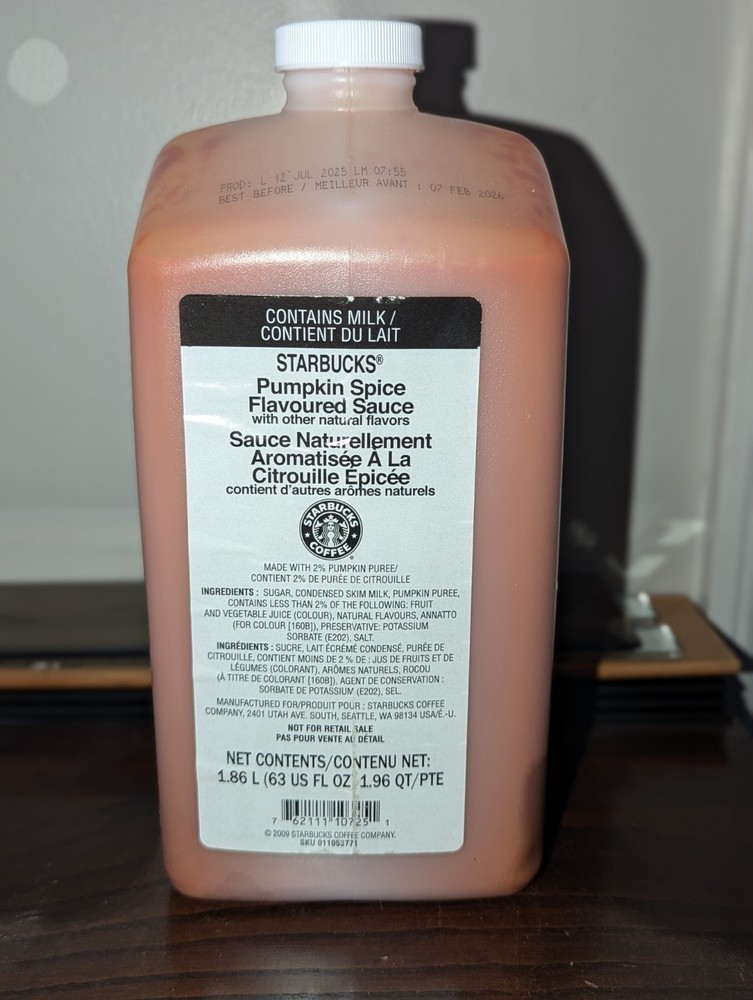 PROD: L 12 JUL 2025 LM 07:55
BEST BEFORE / MEILLEUR AVANT : 07 FEB 2026
CONTAINS MILK /
CONTIENT DU LAIT
STARBUCKS®
Pumpkin Spice
Flavoured Sauce
with other natural flavors
Sauce Naturellement
Aromatisée À La
Citrouille Épicée
contient d'autres arômes naturels
STARBUCKS
COFFEE
MADE WITH 2% PUMPKIN PUREE/
CONTIENT 2% DE PURÉE DE CITROUILLE
INGREDIENTS : SUGAR, CONDENSED SKIM MILK, PUMPKIN PUREE,
CONTAINS LESS THAN 2% OF THE FOLLOWING: FRUIT
AND VEGETABLE JUICE (COLOUR), NATURAL FLAVOURS, ANNATTO
(FOR COLOUR [160B]), PRESERVATIVE: POTASSIUM
SORBATE (E202), SALT.
INGRÉDIENTS : SUCRE, LAIT ÉCRÉMÉ CONDENSÉ, PURÉE DE
CITROUILLE, CONTIENT MOINS DE 2 % DE : JUS DE FRUITS ET DE
LÉGUMES (COLORANT), ARÔMES NATURELS, ROCOU
(À TITRE DE COLORANT [160B]), AGENT DE CONSERVATION :
SORBATE DE POTASSIUM (E202), SEL.
MANUFACTURED FOR/PRODUIT POUR : STARBUCKS COFFEE
COMPANY, 2401 UTAH AVE. SOUTH, SEATTLE, WA 98134 USA/É.-U.
NOT FOR RETAIL SALE
PAS POUR VENTE AU DÉTAIL
NET CONTENTS/CONTENU NET:
1.86 L (63 US FL OZ 1.96 QT/PTE
7 62111 10725 1
© 2009 STARBUCKS COFFEE COMPANY.
SKU 011053771